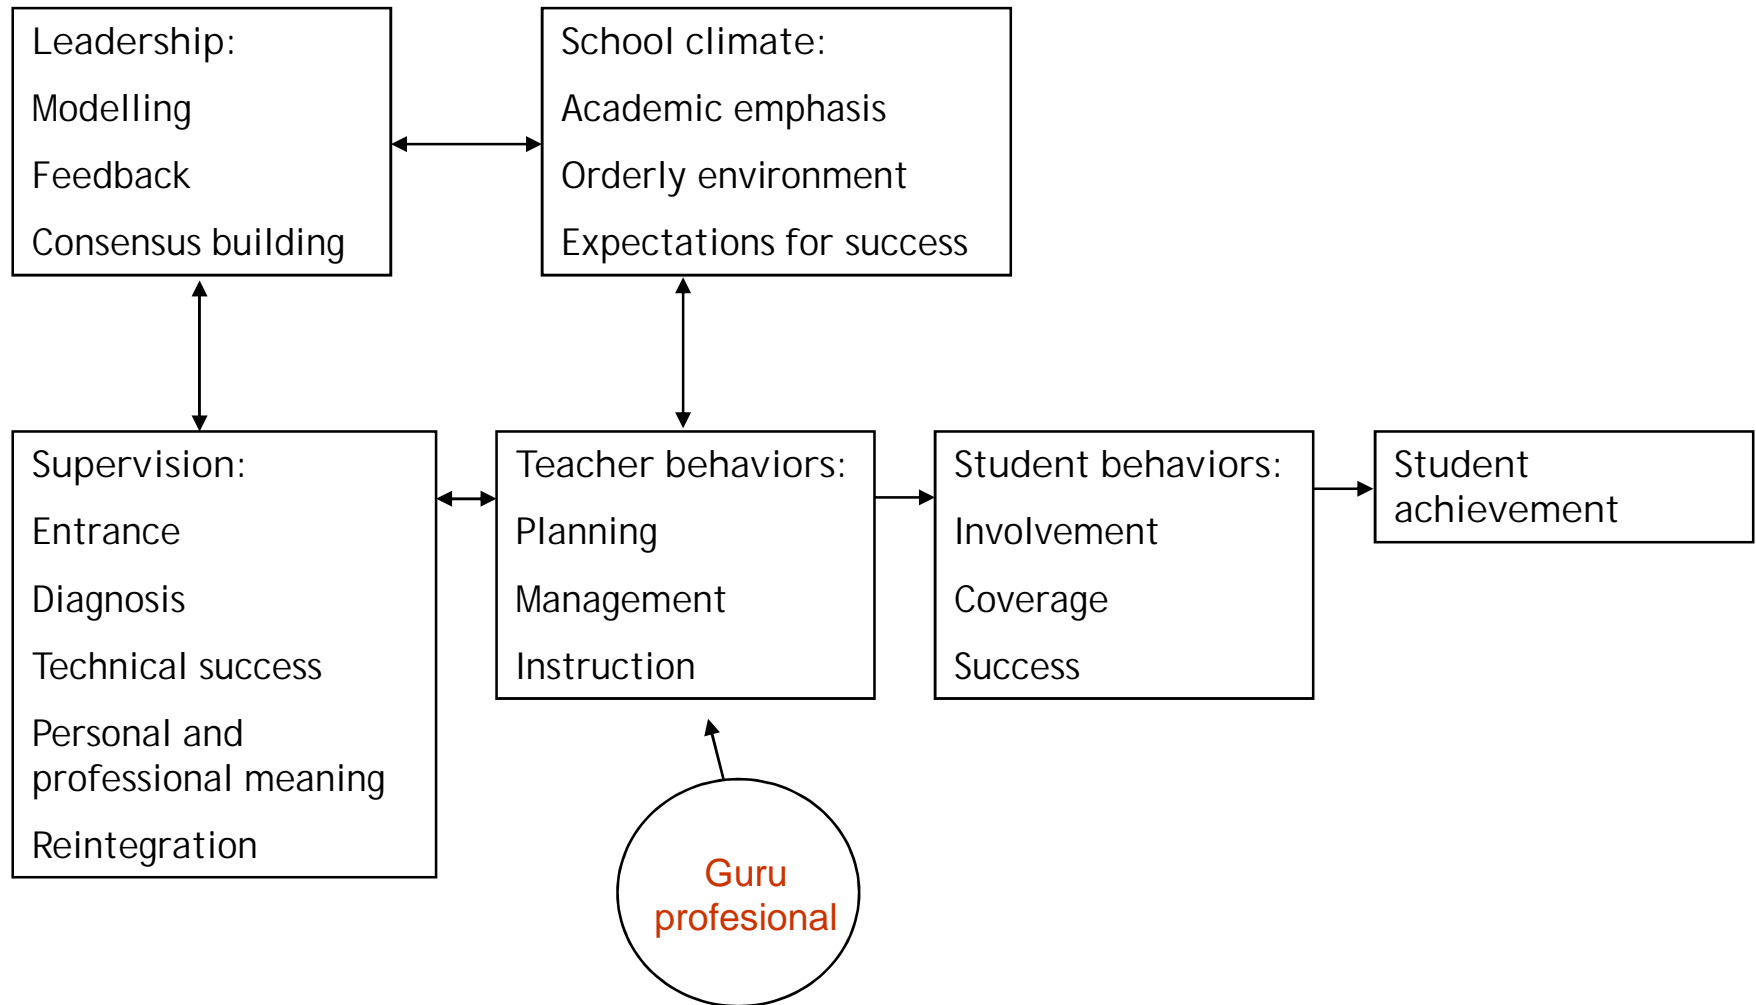 Leadership:
Modelling
Feedback
Consensus building
School climate:
Academic emphasis
Orderly environment
Expectations for success
Supervision:
Entrance
Diagnosis
Technical success
Personal and
professional meaning
Reintegration
Teacher behaviors:
Planning
Management
Instruction
Student behaviors:
Involvement
Coverage
Success
Student
achievement
Guru
profesional